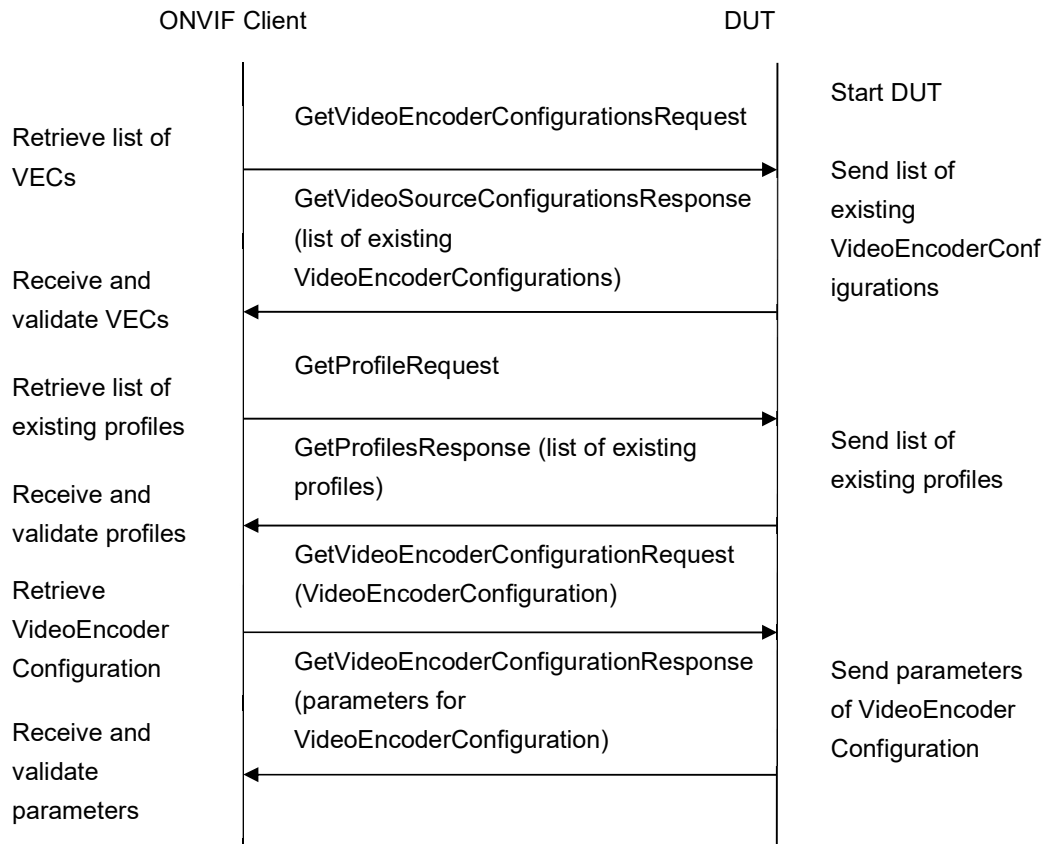 ONVIF Client
DUT
Start DUT
GetVideoEncoderConfigurationsRequest
Retrieve list of
VECs
Send list of
existing
VideoEncoderConf
igurations
GetVideoSourceConfigurationsResponse
(list of existing
VideoEncoderConfigurations)
Receive and
validate VECs
GetProfileRequest
Retrieve list of
existing profiles
Send list of
existing profiles
GetProfilesResponse (list of existing
profiles)
Receive and
validate profiles
GetVideoEncoderConfigurationRequest
(VideoEncoderConfiguration)
Retrieve
VideoEncoder
Configuration
GetVideoEncoderConfigurationResponse
(parameters for
VideoEncoderConfiguration)
Send parameters
of VideoEncoder
Configuration
Receive and
validate
parameters